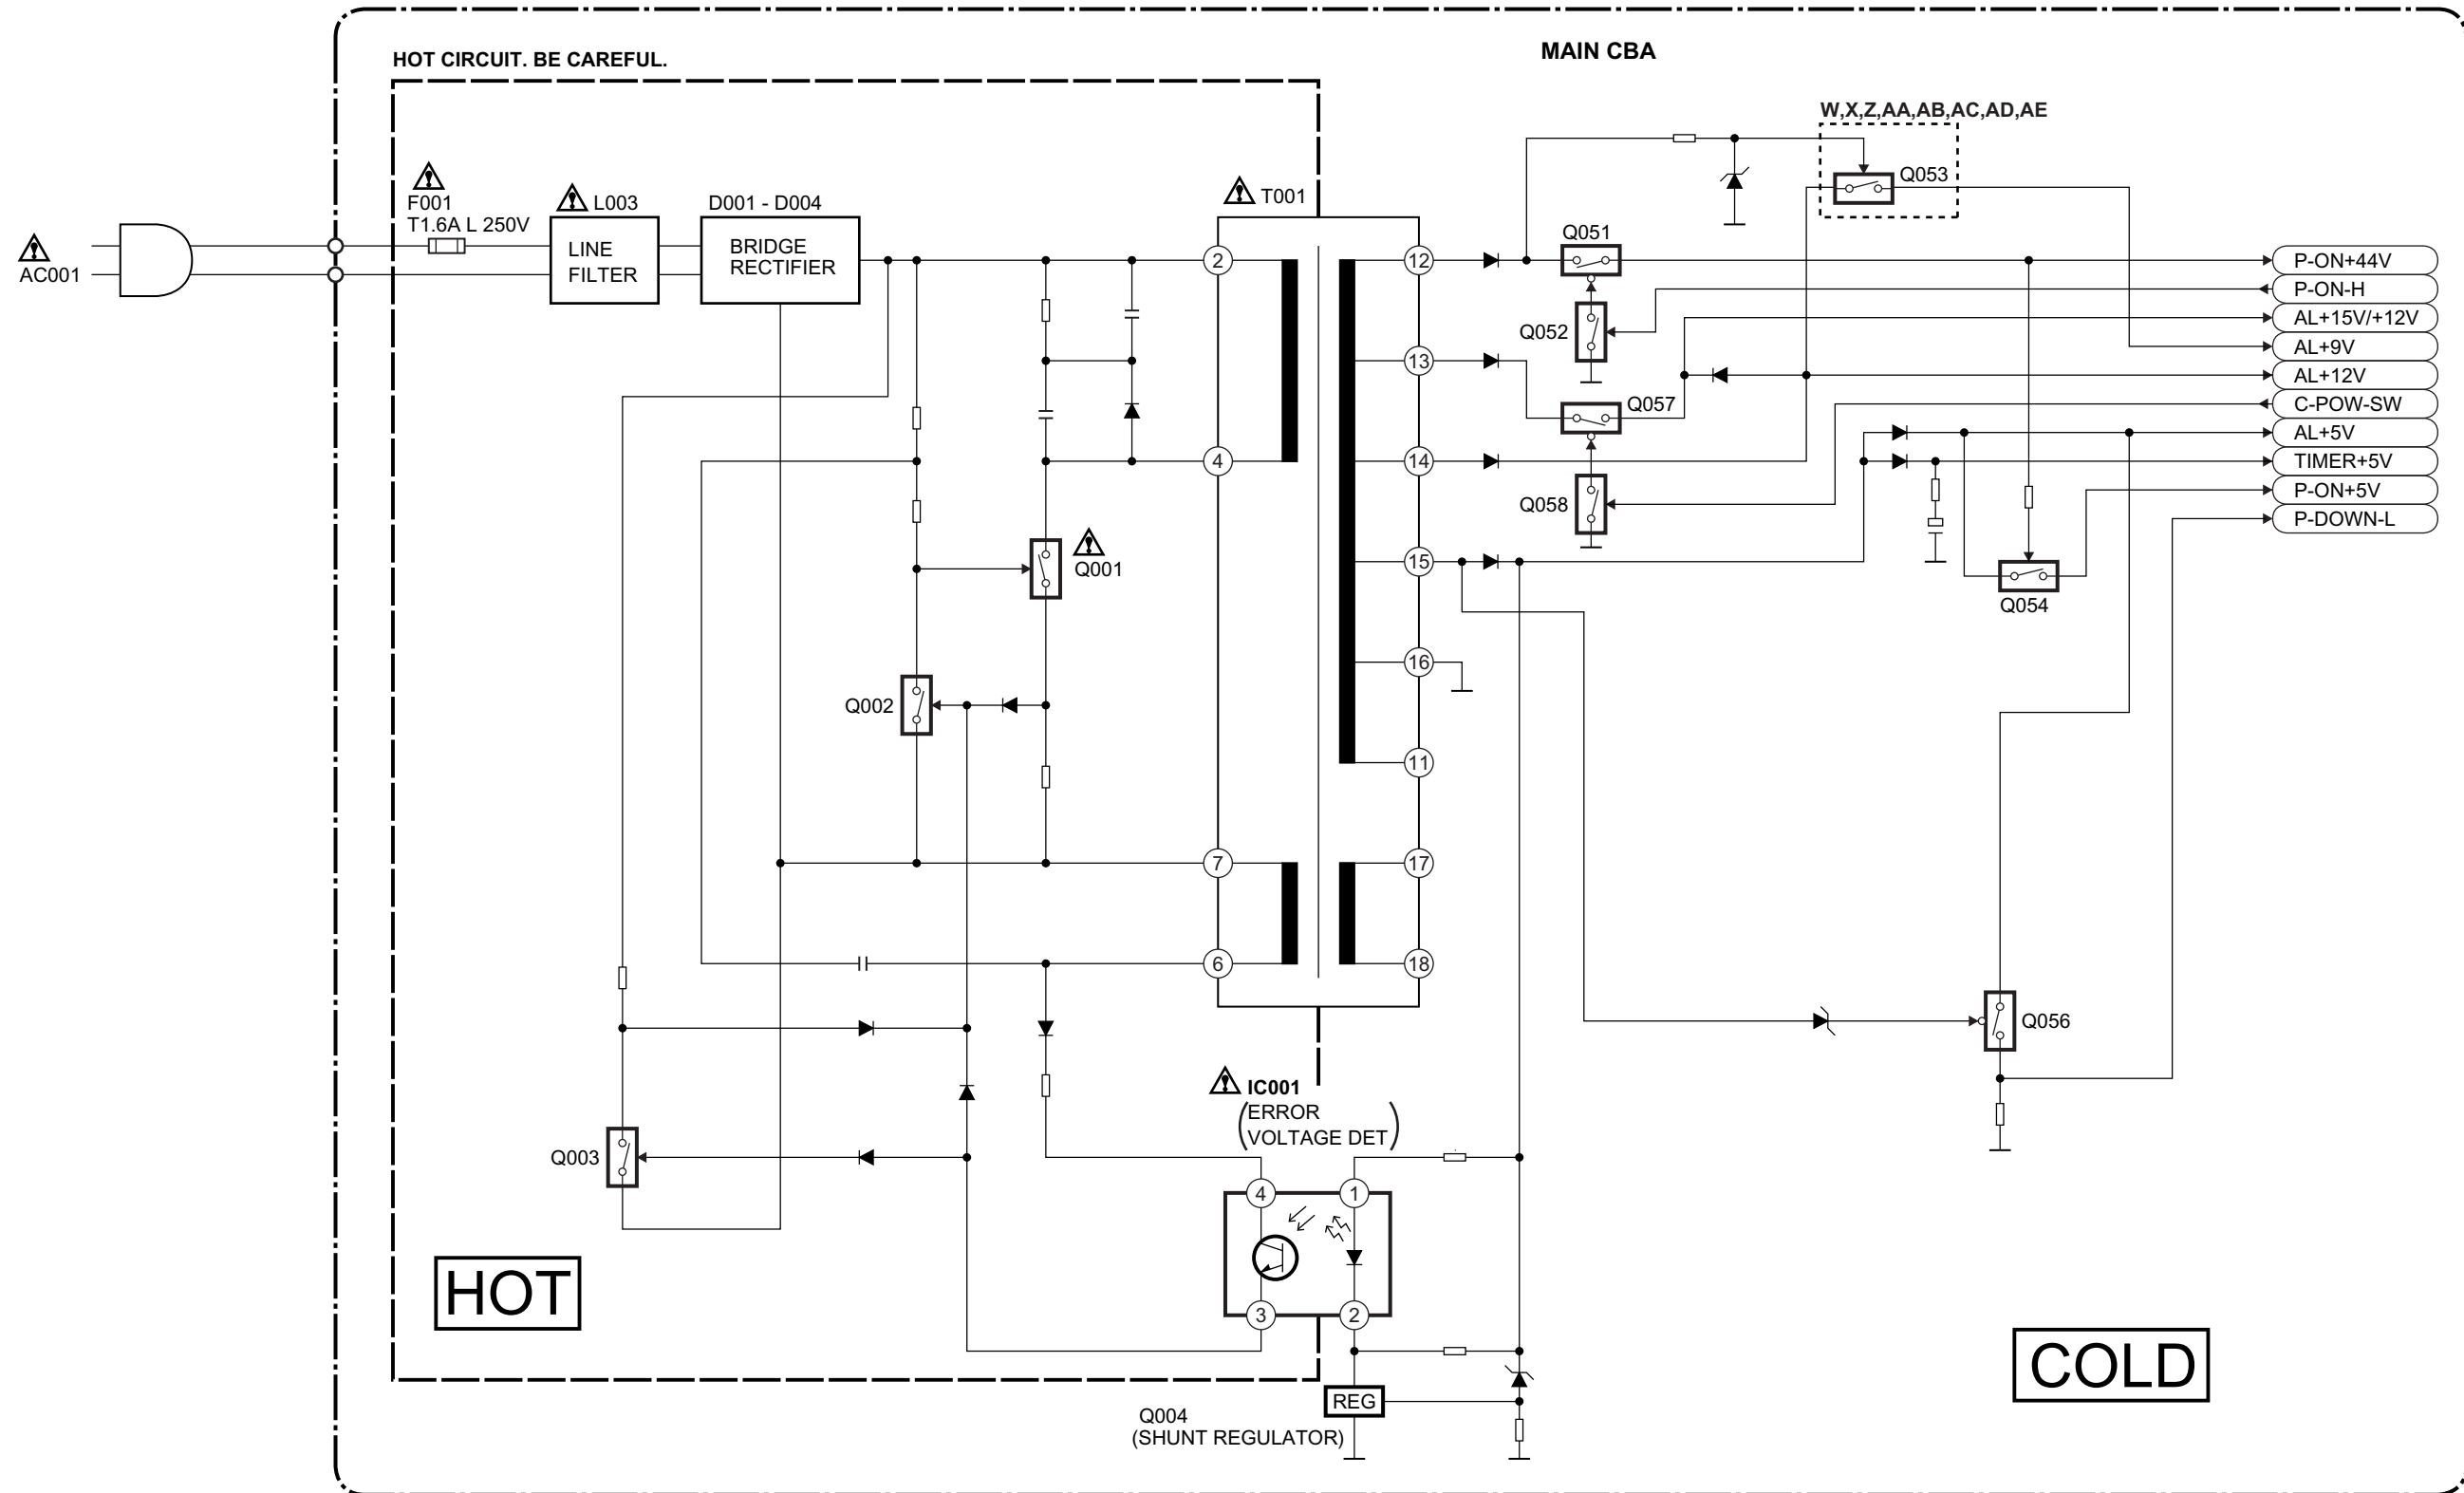 MAIN CBA
HOT CIRCUIT. BE CAREFUL.
W,X,Z,AA,AB,AC,AD,AE
F001
T1.6A L 250V
L003
LINE
FILTER
D001 - D004
BRIDGE
RECTIFIER
T001
AC001
Q053
Q051
Q052
Q057
Q058
Q054
Q056
Q001
Q002
Q003
2
4
7
6
12
13
14
15
16
11
17
18
P-ON+44V
P-ON-H
AL+15V/+12V
AL+9V
AL+12V
C-POW-SW
AL+5V
TIMER+5V
P-ON+5V
P-DOWN-L
IC001
ERROR
VOLTAGE DET
4
1
3
2
REG
Q004
(SHUNT REGULATOR)
HOT
COLD